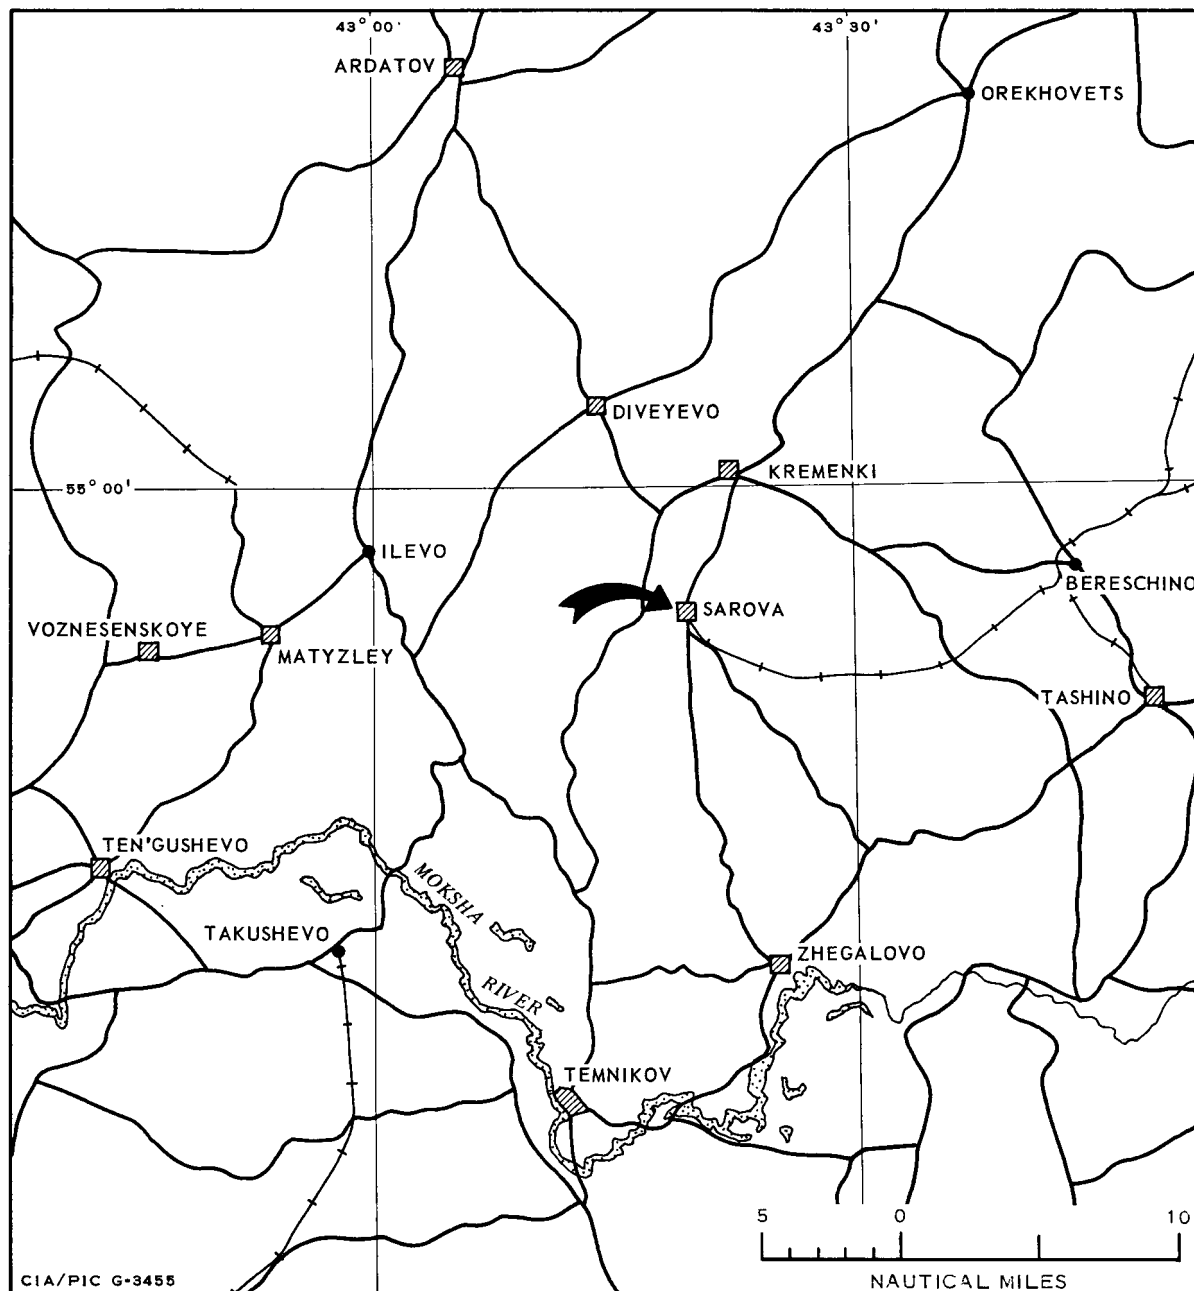 43° 00'
43° 30'
ARDATOV
OREKHOVETS
DIVEYEVO
KREMENKI
55° 00'
ILEVO
BERESCHINO
SAROVA
VOZNESENSKOYE
MATYZLEY
TASHINO
TEN'GUSHEVO
MOKSHA
TAKUSHEVO
ZHEGALOVO
RIVER
TEMNIKOV
5 0 10
NAUTICAL MILES
CIA/PIC G-3455